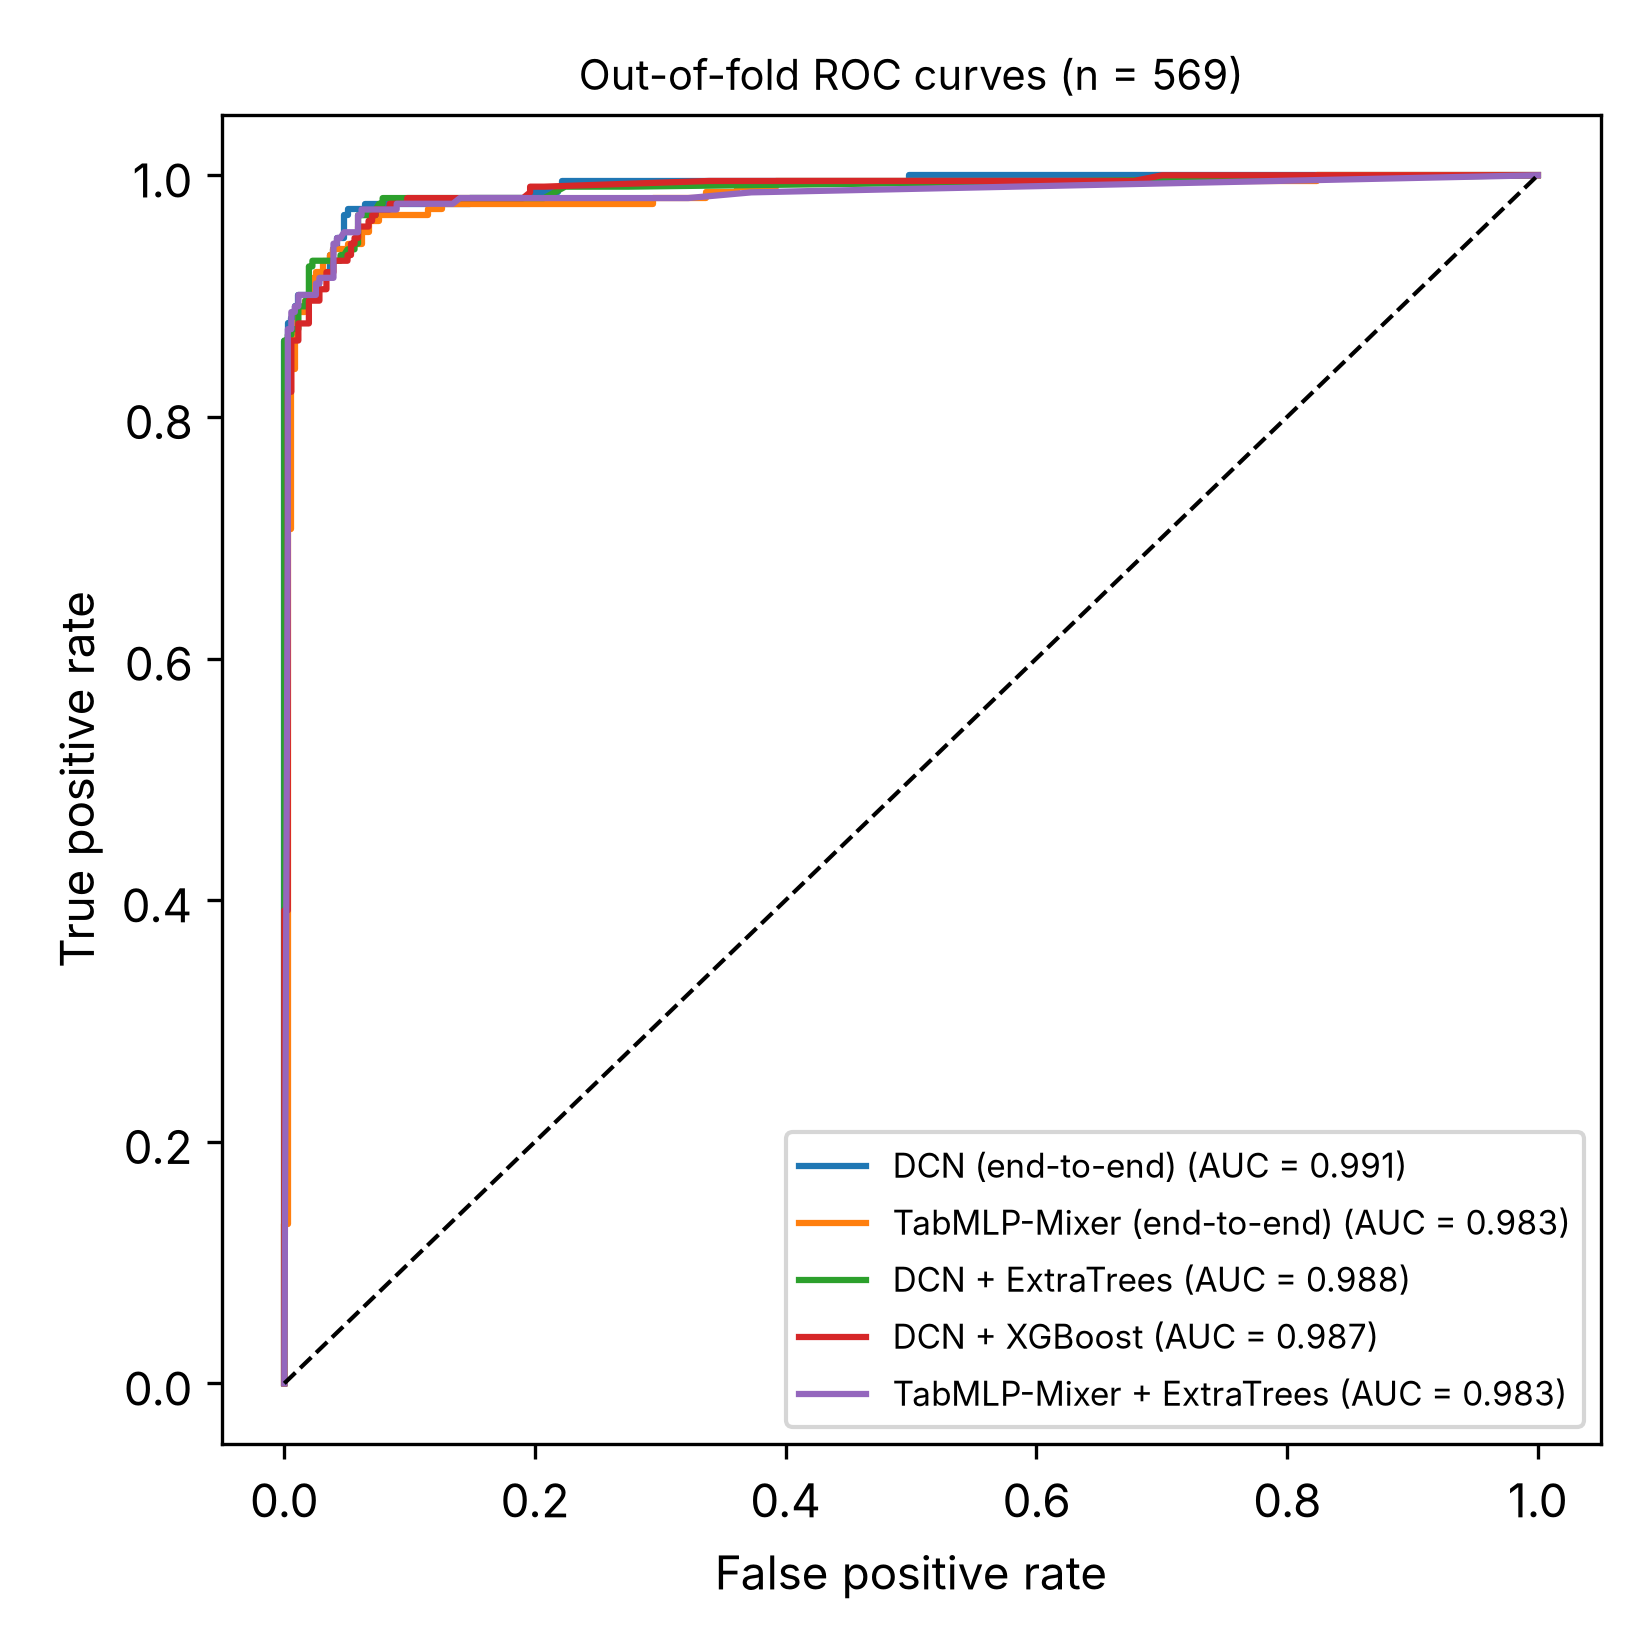 Out-of-fold ROC curves (n = 569)
True positive rate
1.0
0.8
0.6
0.4
0.2
0.0
DCN (end-to-end) (AUC = 0.991)
TabMLP-Mixer (end-to-end) (AUC = 0.983)
DCN + ExtraTrees (AUC = 0.988)
DCN + XGBoost (AUC = 0.987)
TabMLP-Mixer + ExtraTrees (AUC = 0.983)
0.0 0.2 0.4 0.6 0.8 1.0
False positive rate